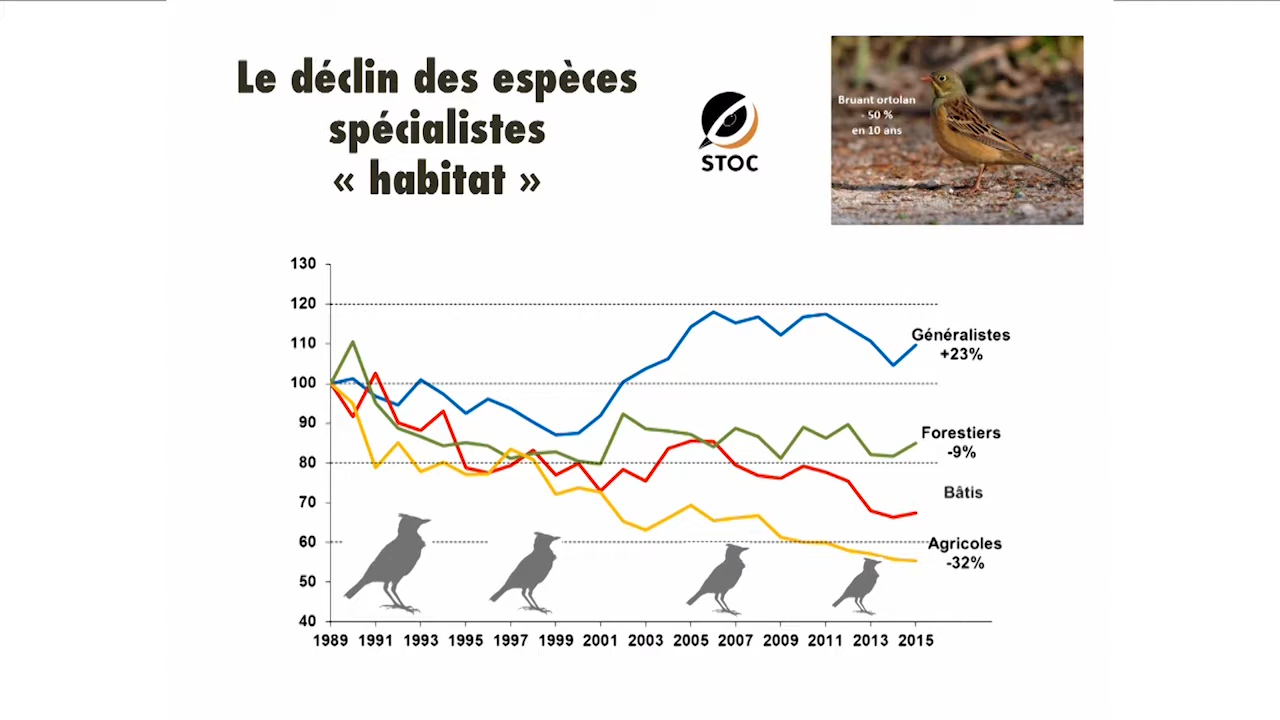 Le déclin des espèces
spécialistes
« habitat »
STOC
Bruant ortolan
- 50 %
en 10 ans
130
120
110
100
90
80
70
60
50
40
Généralistes
+23%
Forestiers
-9%
Bâtis
Agricoles
-32%
1989 1991 1993 1995 1997 1999 2001 2003 2005 2007 2009 2011 2013 2015